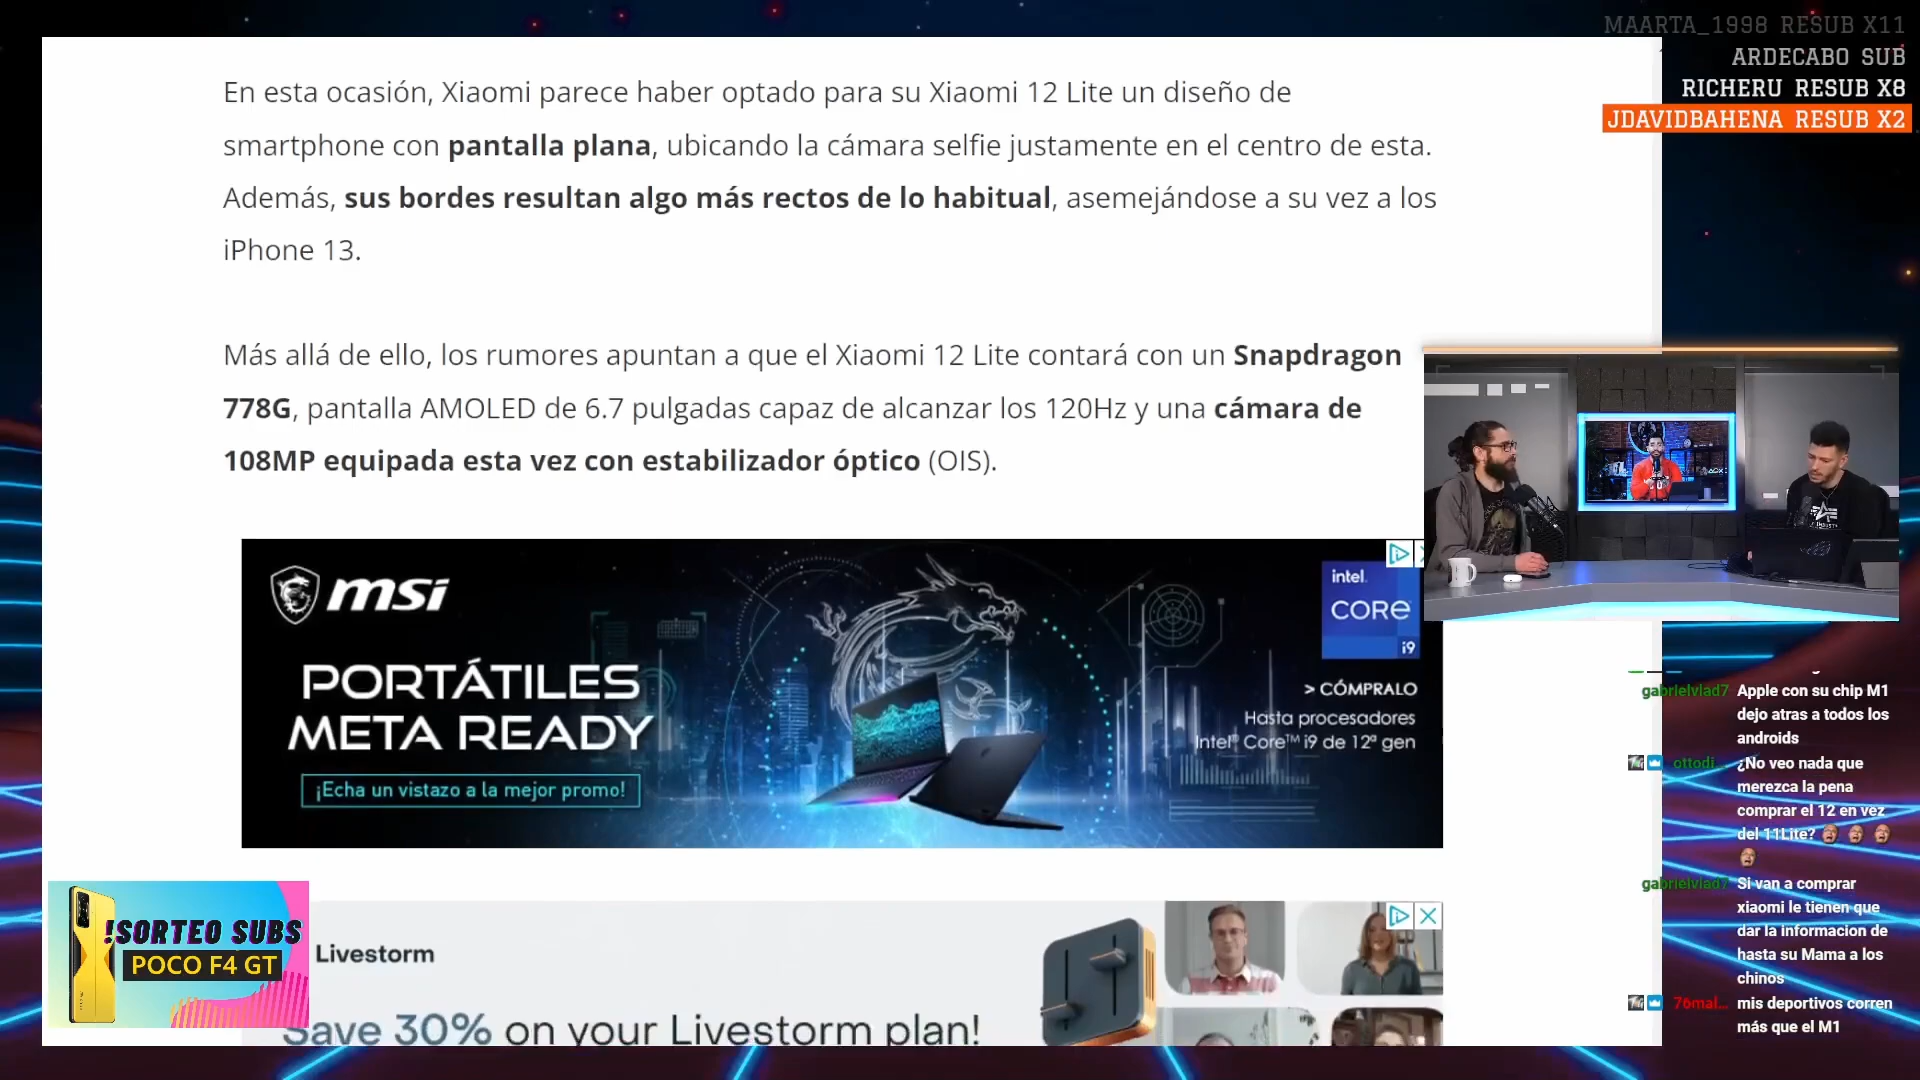 MAARTA_1998 RESUB X11
ARDECABO SUB
RICHERU RESUB X8
JDAVIDBAHENA RESUB X2
En esta ocasión, Xiaomi parece haber optado para su Xiaomi 12 Lite un diseño de
smartphone con pantalla plana, ubicando la cámara selfie justamente en el centro de esta.
Además, sus bordes resultan algo más rectos de lo habitual, asemejándose a su vez a los
iPhone 13.
Más allá de ello, los rumores apuntan a que el Xiaomi 12 Lite contará con un Snapdragon
778G, pantalla AMOLED de 6.7 pulgadas capaz de alcanzar los 120Hz y una cámara de
108MP equipada esta vez con estabilizador óptico (OIS).
msi
PORTÁTILES
META READY
¡Echa un vistazo a la mejor promo!
intel.
CORE
i9
> CÓMPRALO
Hasta procesadores
Intel® Core™ i9 de 12ª gen
!SORTEO SUBS
POCO F4 GT
Livestorm
Save 30% on your Livestorm plan!
gabrielvlad7 Apple con su chip M1
dejo atras a todos los
androids
ottodi... ¿No veo nada que
merezca la pena
comprar el 12 en vez
del 11Lite?
gabrielvlad7 Si van a comprar
xiaomi le tienen que
dar la informacion de
hasta su Mama a los
chinos
76mal... mis deportivos corren
más que el M1